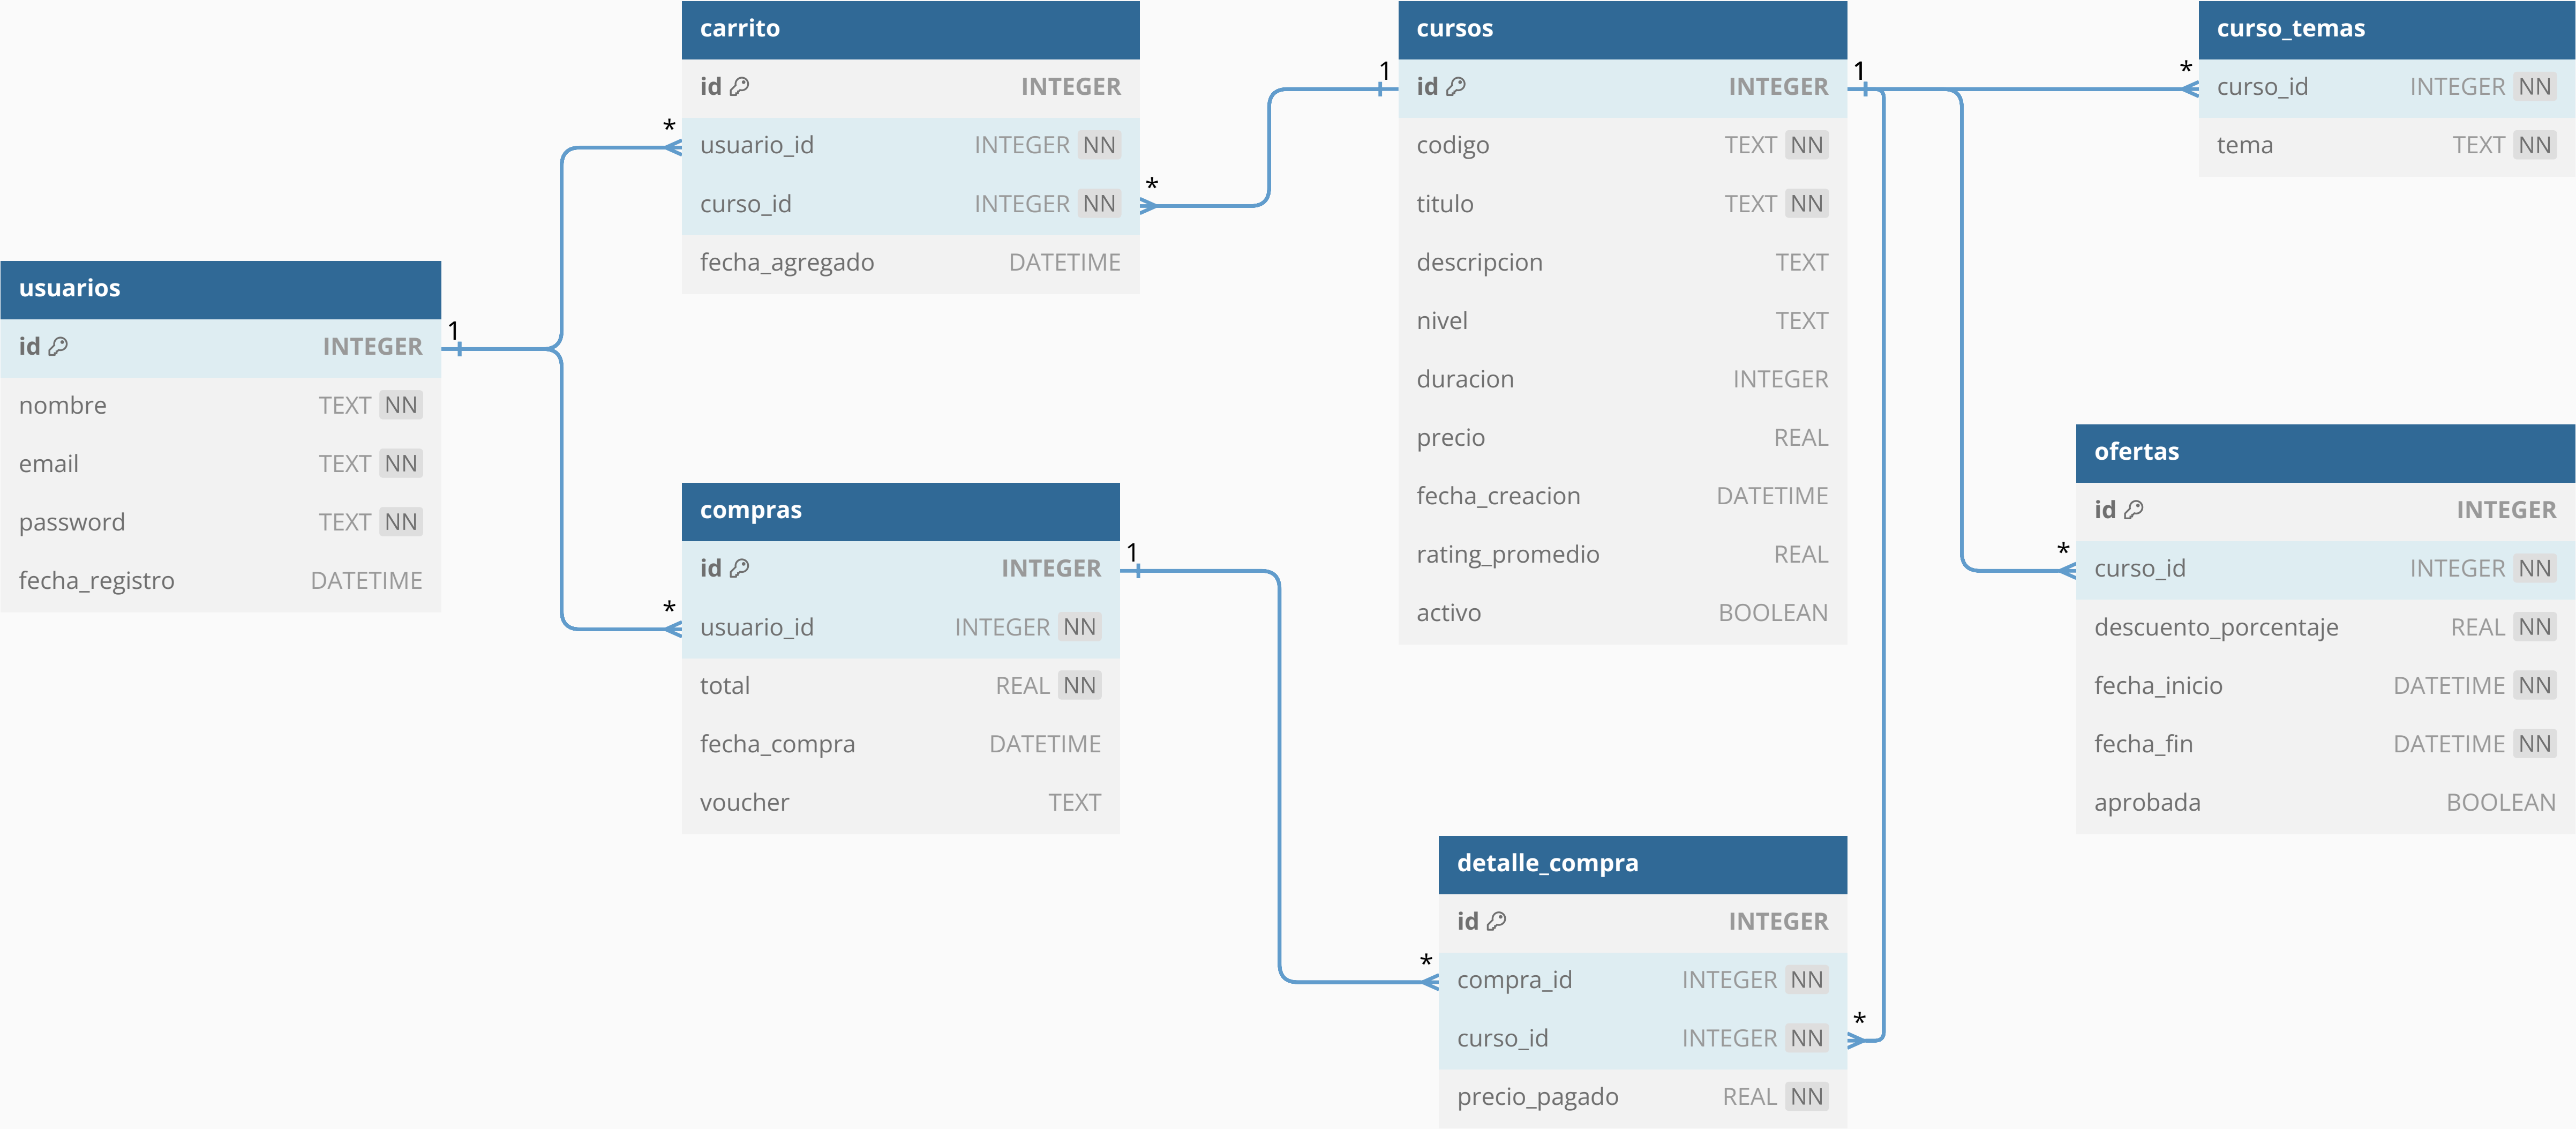 carrito
id INTEGER
usuario_id INTEGER NN
curso_id INTEGER NN
fecha_agregado DATETIME
*
*
cursos
1
1
id INTEGER
codigo TEXT NN
titulo TEXT NN
descripcion TEXT
nivel TEXT
duracion INTEGER
precio REAL
fecha_creacion DATETIME
rating_promedio REAL
activo BOOLEAN
curso_temas
*
curso_id INTEGER NN
tema TEXT NN
usuarios
1
id INTEGER
nombre TEXT NN
email TEXT NN
password TEXT NN
fecha_registro DATETIME
compras
1
id INTEGER
*
usuario_id INTEGER NN
total REAL NN
fecha_compra DATETIME
voucher TEXT
ofertas
id INTEGER
*
curso_id INTEGER NN
descuento_porcentaje REAL NN
fecha_inicio DATETIME NN
fecha_fin DATETIME NN
aprobada BOOLEAN
detalle_compra
id INTEGER
*
compra_id INTEGER NN
*
curso_id INTEGER NN
precio_pagado REAL NN